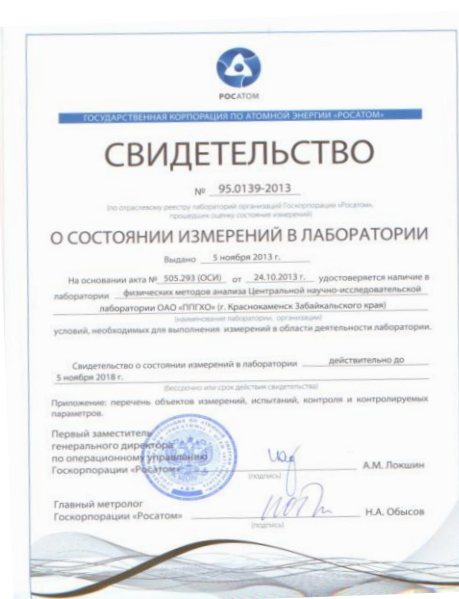 РОСАТОМ
ГОСУДАРСТВЕННАЯ КОРПОРАЦИЯ ПО АТОМНОЙ ЭНЕРГИИ «РОСАТОМ»
СВИДЕТЕЛЬСТВО
№ 95.0139-2013
(по отраслевому реестру лабораторий организаций Госкорпорации «Росатом»,
прошедших оценку состояния измерений)
О СОСТОЯНИИ ИЗМЕРЕНИЙ В ЛАБОРАТОРИИ
Выдано 5 ноября 2013 г.
На основании акта № 505.293 (ОСИ) от 24.10.2013 г. удостоверяется наличие в
лаборатории физических методов анализа Центральной научно-исследовательской
лаборатории ОАО «ППГХО» (г. Краснокаменск Забайкальского края)
(наименование лаборатории, организации)
условий, необходимых для выполнения измерений в области деятельности лаборатории.
Свидетельство о состоянии измерений в лаборатории действительно до
5 ноября 2018 г.
(бессрочно или срок действия свидетельства)
Приложение: перечень объектов измерений, испытаний, контроля и контролируемых
параметров.
Первый заместитель
генерального директора
по операционному управлению
Госкорпорации «Росатом» А.М. Локшин
(подпись)
Главный метролог
Госкорпорации «Росатом» Н.А. Обысов
(подпись)